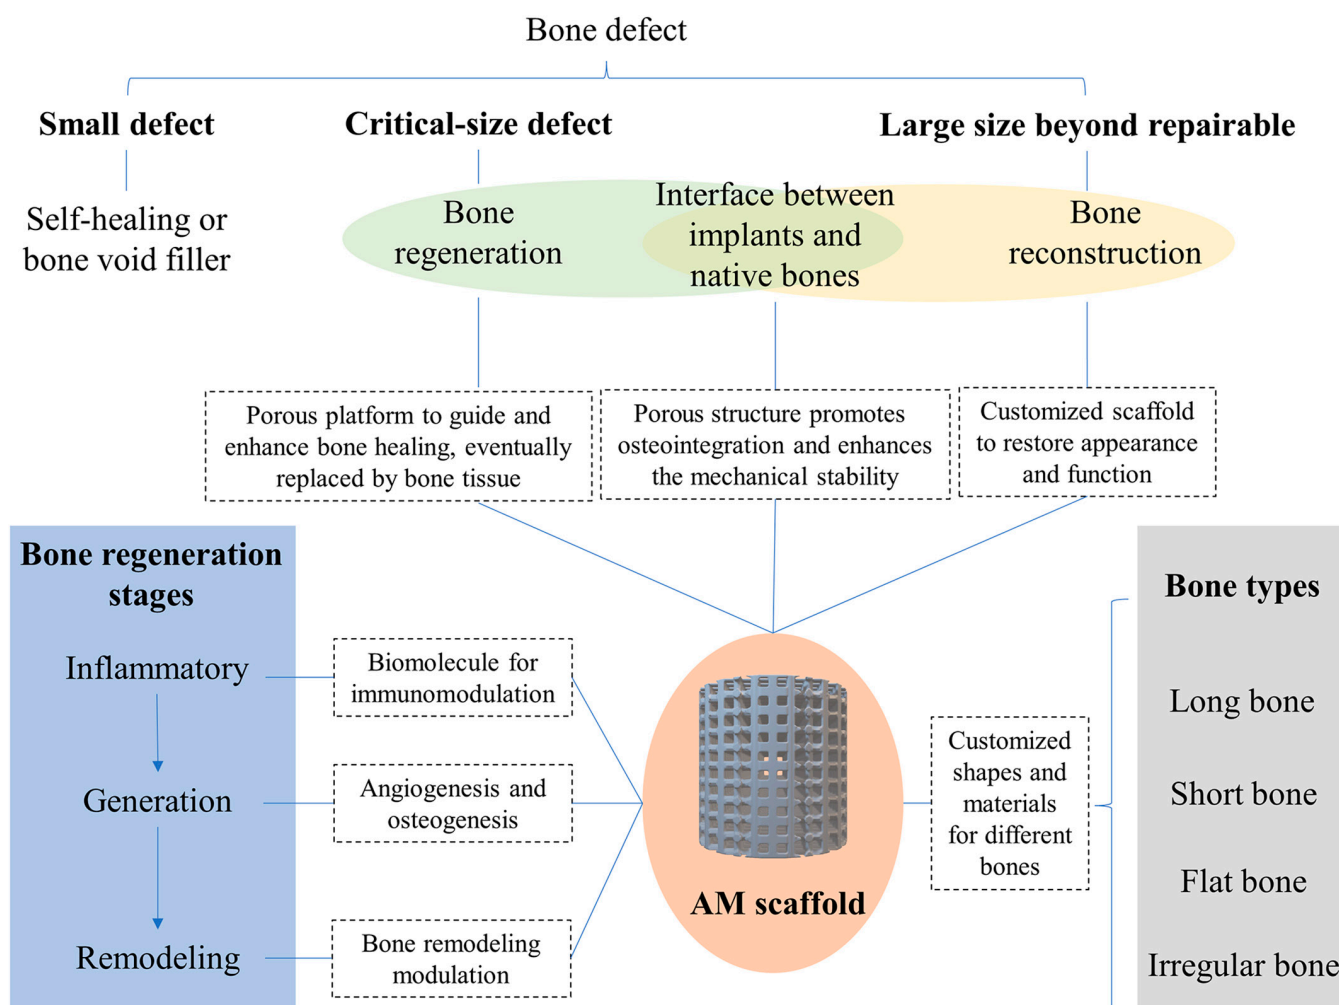 Bone defect
Small defect
Critical-size defect
Large size beyond repairable
Self-healing or
bone void filler
Bone
regeneration
Interface between
implants and
native bones
Bone
reconstruction
Porous platform to guide and
enhance bone healing, eventually
replaced by bone tissue
Porous structure promotes
osteointegration and enhances
the mechanical stability
Customized scaffold
to restore appearance
and function
Bone regeneration
stages
Inflammatory
Generation
Remodeling
Biomolecule for
immunomodulation
Angiogenesis and
osteogenesis
Bone remodeling
modulation
AM scaffold
Customized
shapes and
materials
for different
bones
Bone types
Long bone
Short bone
Flat bone
Irregular bone